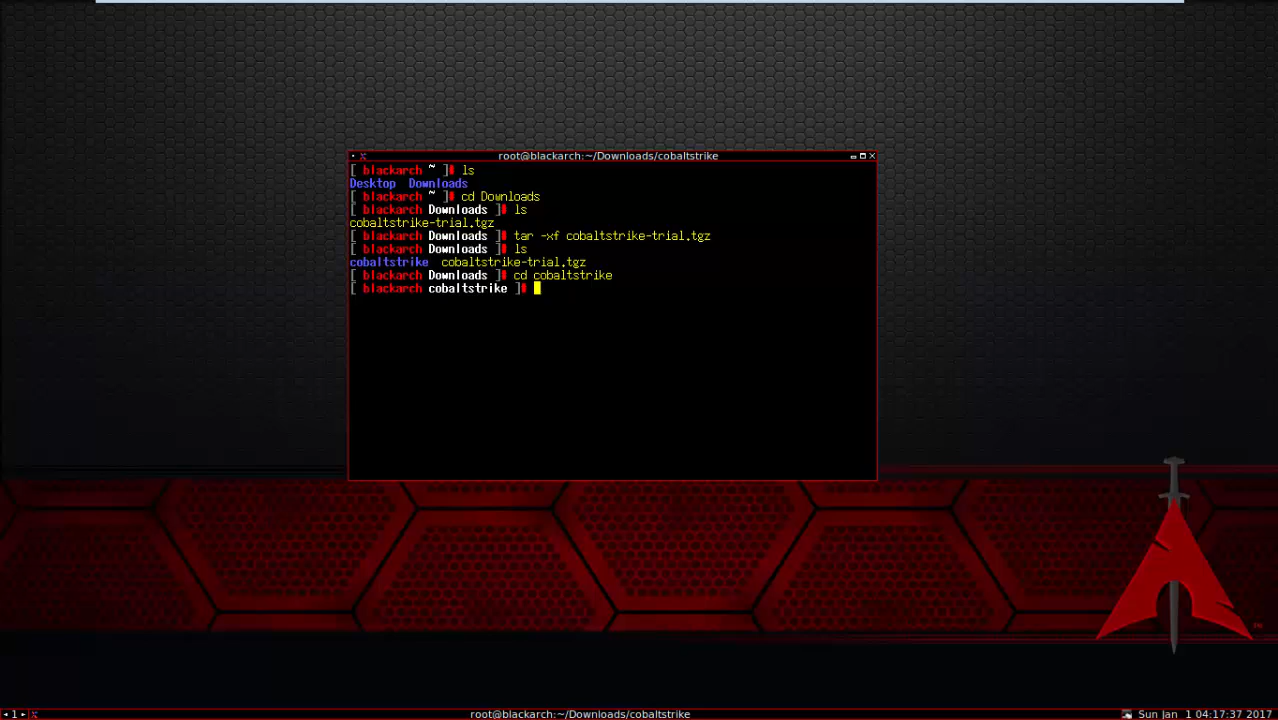 root@blackarch:~/Downloads/cobaltstrike
[ blackarch ~ ] ls
Desktop Downloads
[ blackarch ~ ] cd Downloads
[ blackarch Downloads ] ls
cobaltstrike-trial.tgz
[ blackarch Downloads ] tar -xf cobaltstrike-trial.tgz
[ blackarch Downloads ] ls
cobaltstrike cobaltstrike-trial.tgz
[ blackarch Downloads ] cd cobaltstrike
[ blackarch cobaltstrike ]
1 root@blackarch:~/Downloads/cobaltstrike Sun Jan 1 04:17:37 2017